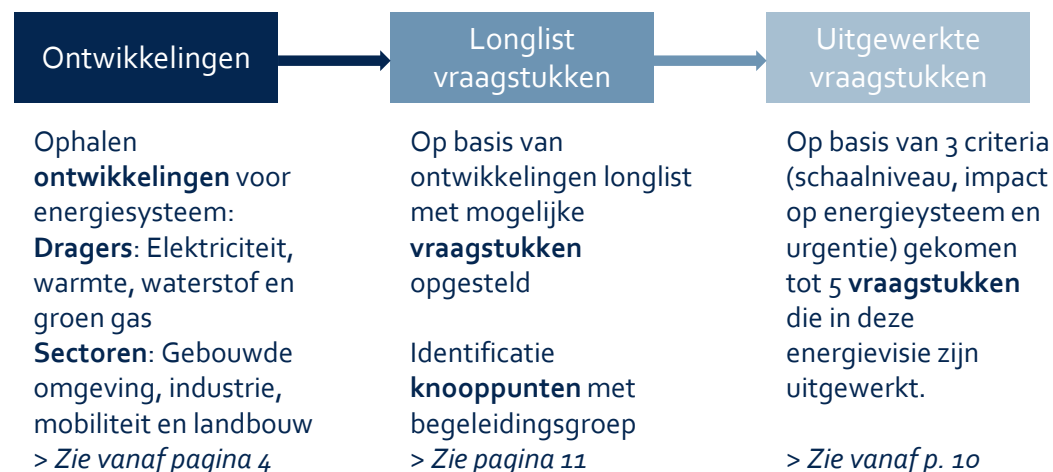 Ontwikkelingen
Longlist
vraagstukken
Uitgewerkte
vraagstukken
Ophalen
ontwikkelingen voor
energiesysteem:
Dragers: Elektriciteit,
warmte, waterstof en
groen gas
Sectoren: Gebouwde
omgeving, industrie,
mobiliteit en landbouw
> Zie vanaf pagina 4
Op basis van
ontwikkelingen longlist
met mogelijke
vraagstukken
opgesteld
Identificatie
knooppunten met
begeleidingsgroep
> Zie pagina 11
Op basis van 3 criteria
(schaalniveau, impact
op energieysteem en
urgentie) gekomen
tot 5 vraagstukken
die in deze
energievisie zijn
uitgewerkt.
> Zie vanaf p. 10